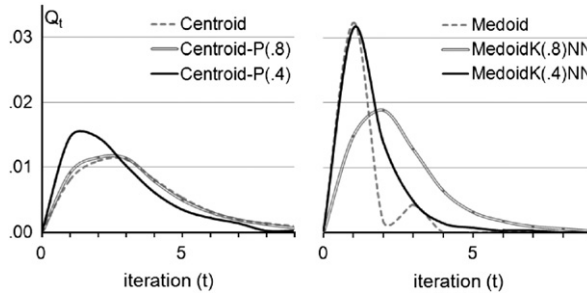 Qt
.03
.02
.01
.00
0
5
iteration (t)
Centroid
Centroid-P(.8)
Centroid-P(.4)
0
5
iteration (t)
Medoid
MedoidK(.8)NN
MedoidK(.4)NN